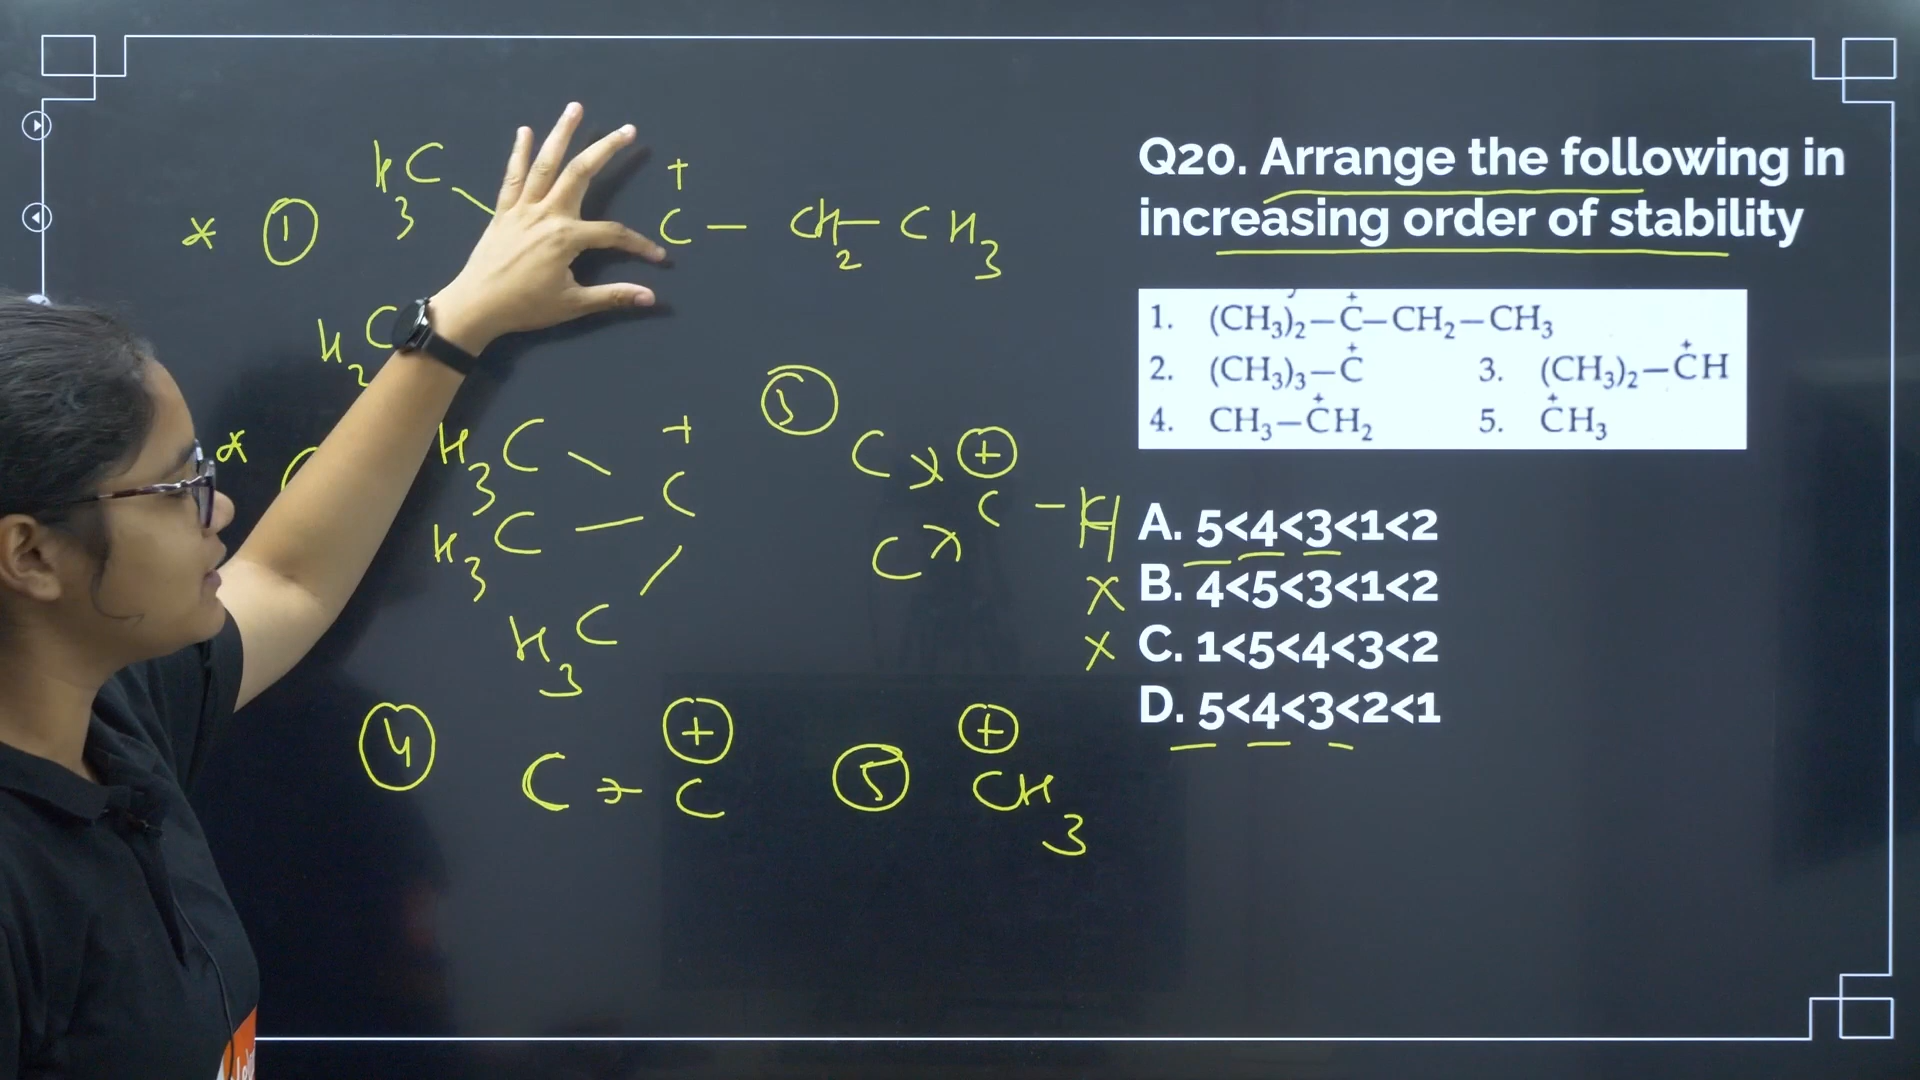 Q20. Arrange the following in
increasing order of stability
1. (CH₃)₂–C⁺–CH₂–CH₃
2. (CH₃)₃–C⁺ 3. (CH₃)₂–C⁺H
4. CH₃–C⁺H₂ 5. C⁺H₃
A. 5<4<3<1<2
x B. 4<5<3<1<2
x C. 1<5<4<3<2
D. 5<4<3<2<1
* 1 H₃C + C – CH₂ – CH₃
H₂C
*
H₃C +
H₃C – C
H₃C
C + C – H
C
4 C – C +
5 + CH₃